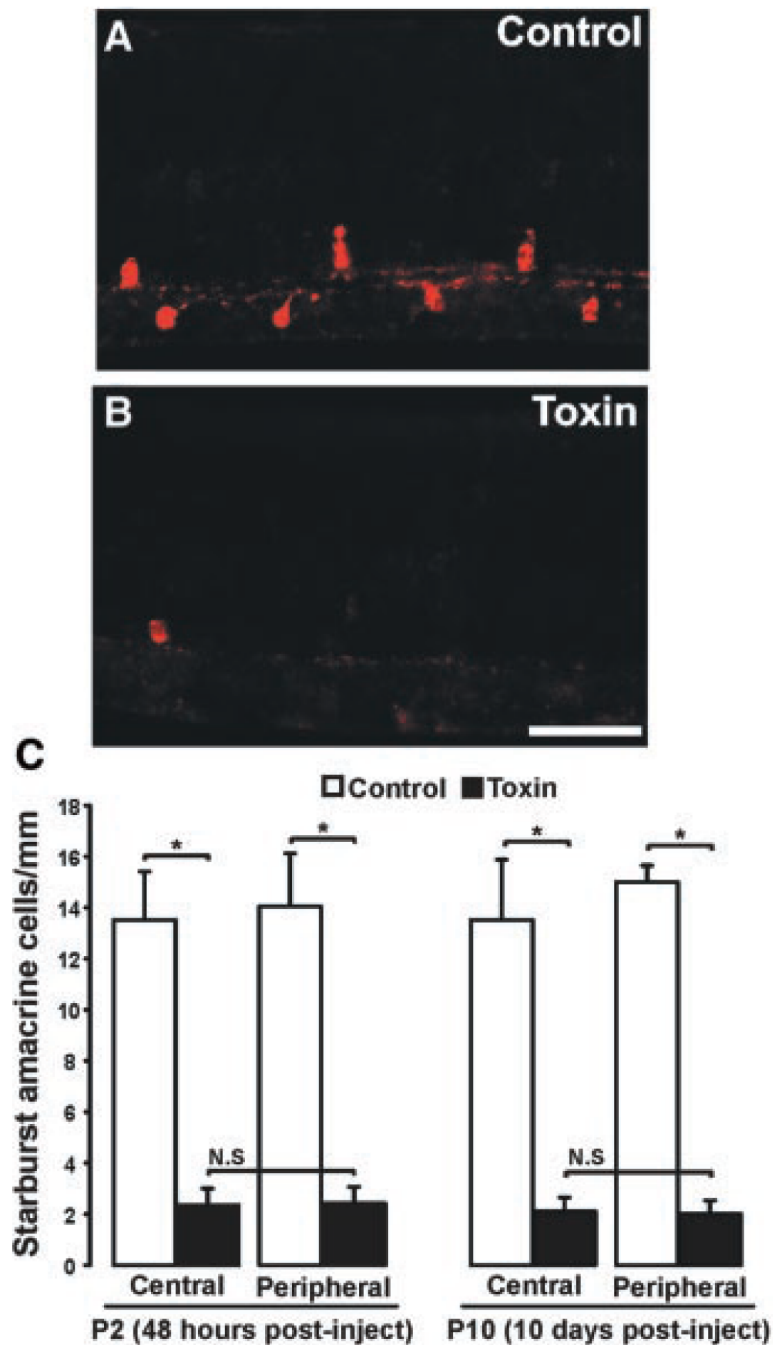 A Control
B Toxin
C
Control Toxin
Starburst amacrine cells/mm
18
16
14
12
10
8
6
4
2
0
* * * *
N.S N.S
Central Peripheral Central Peripheral
P2 (48 hours post-inject) P10 (10 days post-inject)